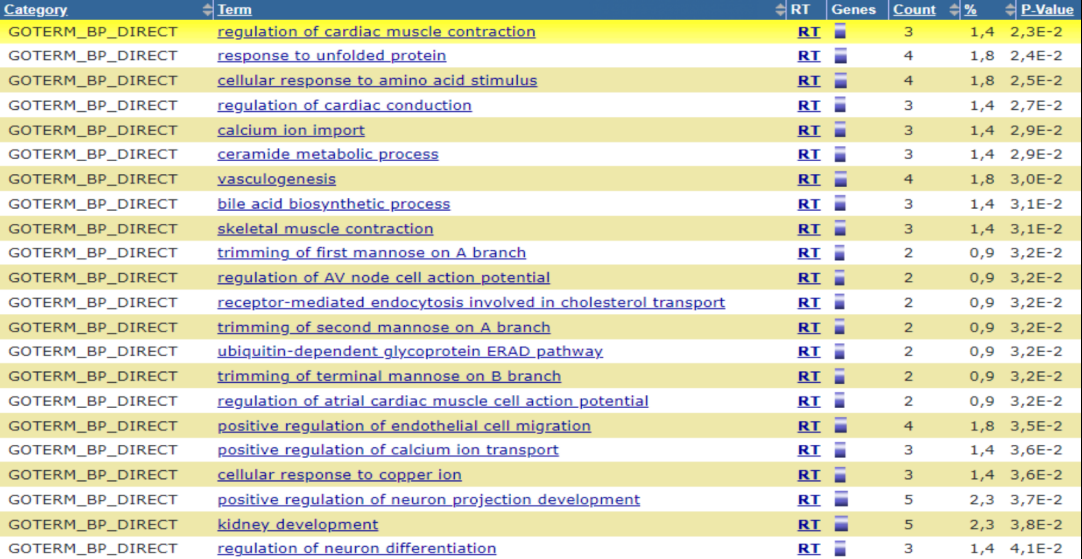 Category Term RT Genes Count % P-Value
GOTERM_BP_DIRECT regulation of cardiac muscle contraction RT 3 1,4 2,3E-2
GOTERM_BP_DIRECT response to unfolded protein RT 4 1,8 2,4E-2
GOTERM_BP_DIRECT cellular response to amino acid stimulus RT 4 1,8 2,5E-2
GOTERM_BP_DIRECT regulation of cardiac conduction RT 3 1,4 2,7E-2
GOTERM_BP_DIRECT calcium ion import RT 3 1,4 2,9E-2
GOTERM_BP_DIRECT ceramide metabolic process RT 3 1,4 2,9E-2
GOTERM_BP_DIRECT vasculogenesis RT 4 1,8 3,0E-2
GOTERM_BP_DIRECT bile acid biosynthetic process RT 3 1,4 3,1E-2
GOTERM_BP_DIRECT skeletal muscle contraction RT 3 1,4 3,1E-2
GOTERM_BP_DIRECT trimming of first mannose on A branch RT 2 0,9 3,2E-2
GOTERM_BP_DIRECT regulation of AV node cell action potential RT 2 0,9 3,2E-2
GOTERM_BP_DIRECT receptor-mediated endocytosis involved in cholesterol transport RT 2 0,9 3,2E-2
GOTERM_BP_DIRECT trimming of second mannose on A branch RT 2 0,9 3,2E-2
GOTERM_BP_DIRECT ubiquitin-dependent glycoprotein ERAD pathway RT 2 0,9 3,2E-2
GOTERM_BP_DIRECT trimming of terminal mannose on B branch RT 2 0,9 3,2E-2
GOTERM_BP_DIRECT regulation of atrial cardiac muscle cell action potential RT 2 0,9 3,2E-2
GOTERM_BP_DIRECT positive regulation of endothelial cell migration RT 4 1,8 3,5E-2
GOTERM_BP_DIRECT positive regulation of calcium ion transport RT 3 1,4 3,6E-2
GOTERM_BP_DIRECT cellular response to copper ion RT 3 1,4 3,6E-2
GOTERM_BP_DIRECT positive regulation of neuron projection development RT 5 2,3 3,7E-2
GOTERM_BP_DIRECT kidney development RT 5 2,3 3,8E-2
GOTERM_BP_DIRECT regulation of neuron differentiation RT 3 1,4 4,1E-2